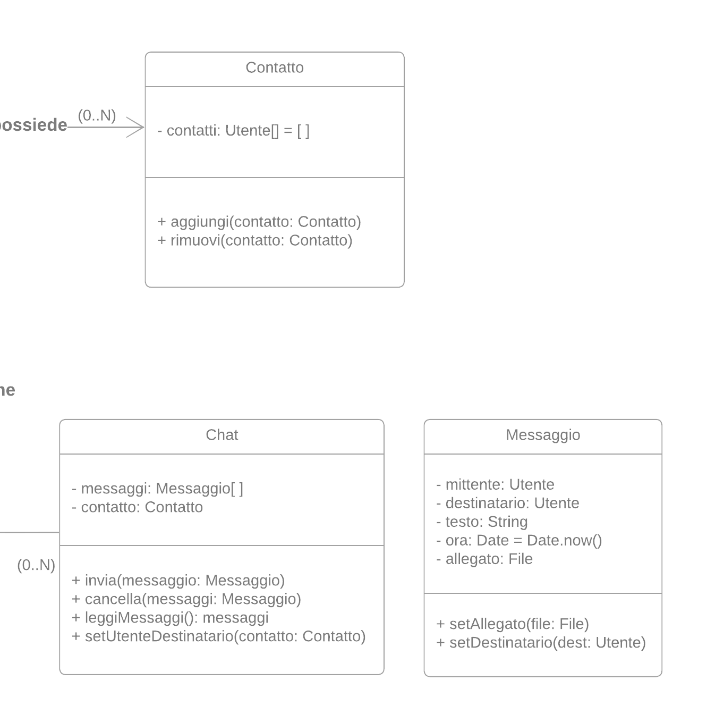 Contatto
possiede
(0..N)
- contatti: Utente[] = [ ]
+ aggiungi(contatto: Contatto)
+ rimuovi(contatto: Contatto)
ne
Chat
- messaggi: Messaggio[ ]
- contatto: Contatto
(0..N)
+ invia(messaggio: Messaggio)
+ cancella(messaggi: Messaggio)
+ leggiMessaggi(): messaggi
+ setUtenteDestinatario(contatto: Contatto)
Messaggio
- mittente: Utente
- destinatario: Utente
- testo: String
- ora: Date = Date.now()
- allegato: File
+ setAllegato(file: File)
+ setDestinatario(dest: Utente)